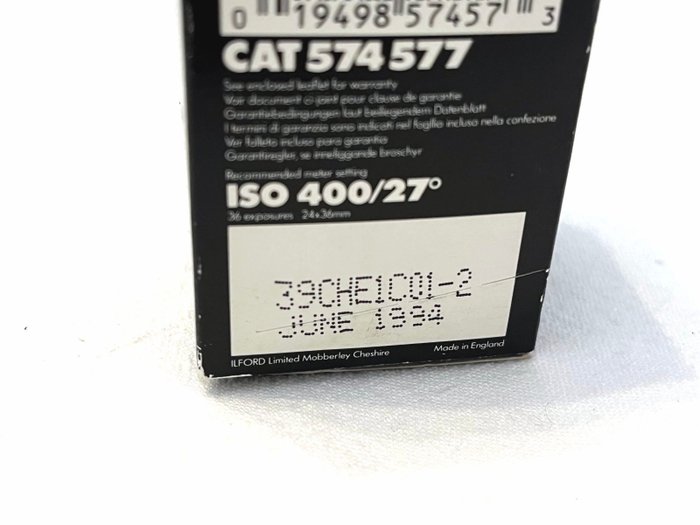 0 19498 57457 3
CAT 574 577
See enclosed leaflet for warranty
Voir document ci joint pour clause de garantie
Garantiebedingungen laut beiliegendem Datenblatt
I termini di garanzia sono indicati nel foglio incluso nella confezione
Ver folleto incluso para garantia
Garantiregler, se inneliggande broschyr
Recommended meter setting
ISO 400/27°
36 exposures 24x36mm
39CHE1C01-2
JUNE 1994
ILFORD Limited Mobberley Cheshire Made in England